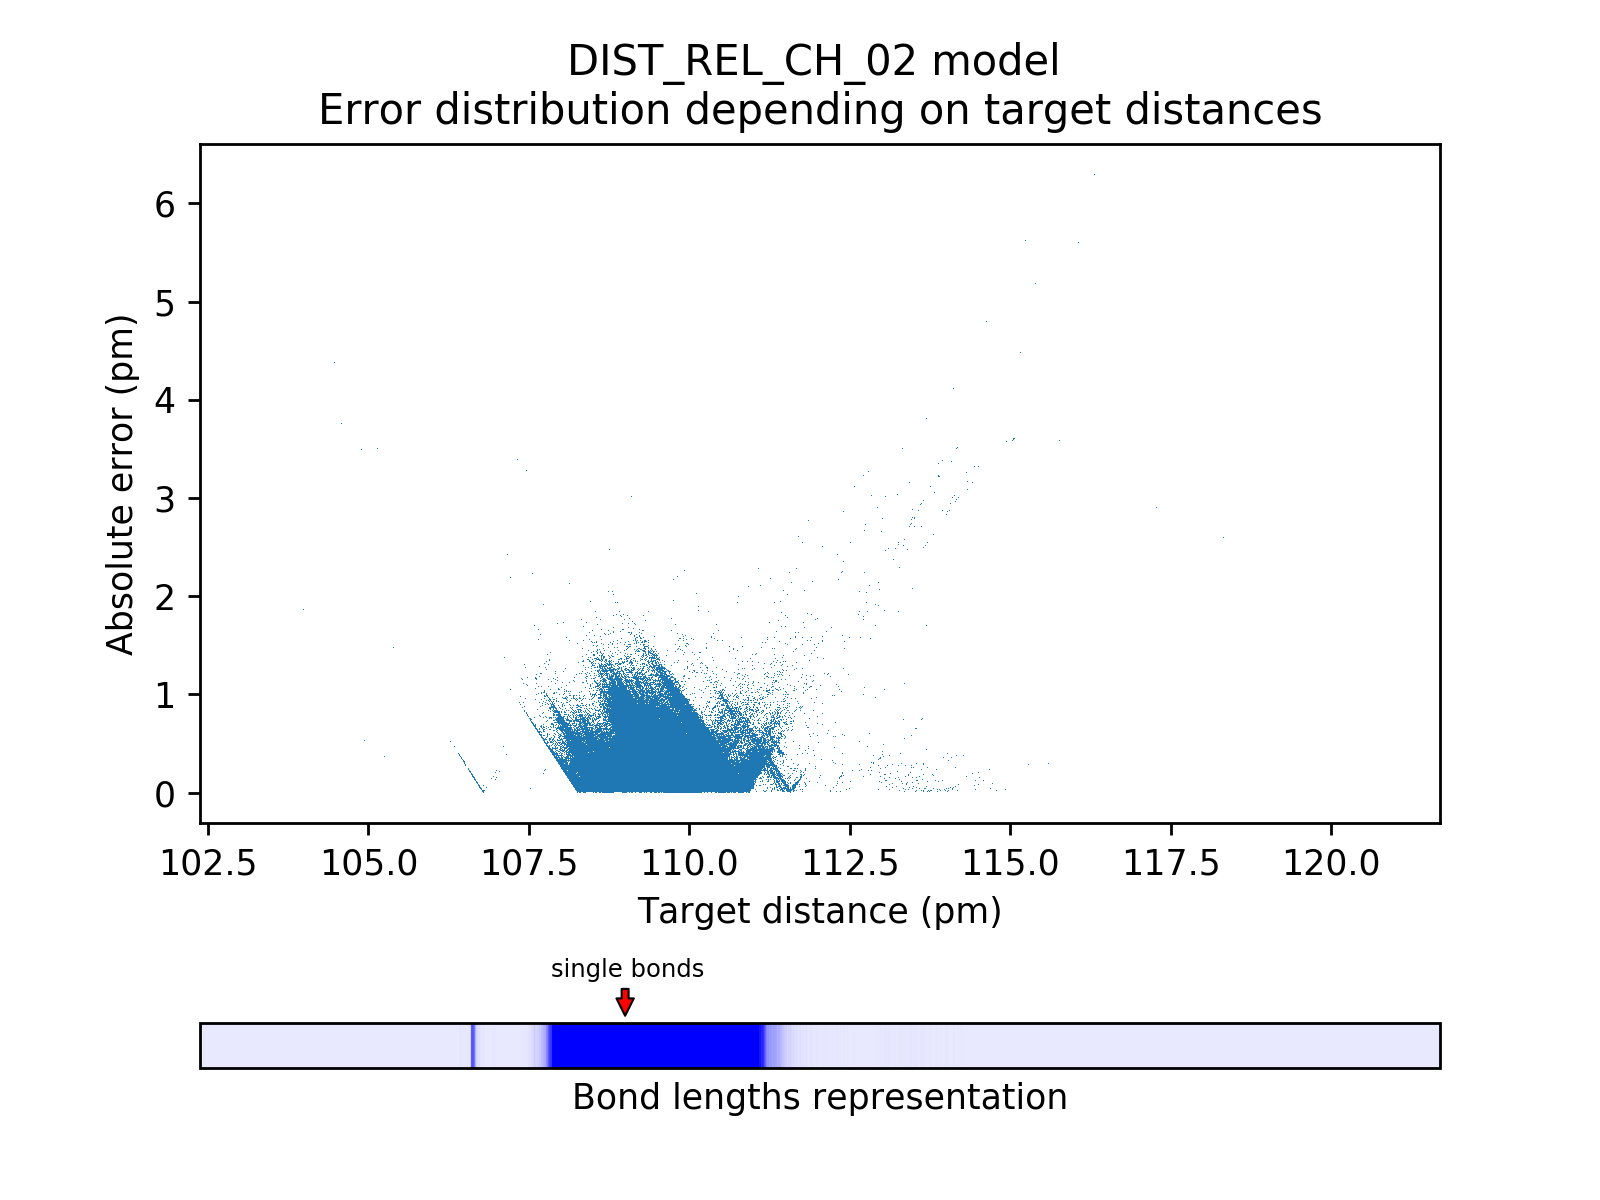 DIST_REL_CH_02 model
Error distribution depending on target distances
Absolute error (pm)
6
5
4
3
2
1
0
102.5 105.0 107.5 110.0 112.5 115.0 117.5 120.0
Target distance (pm)
single bonds
Bond lengths representation